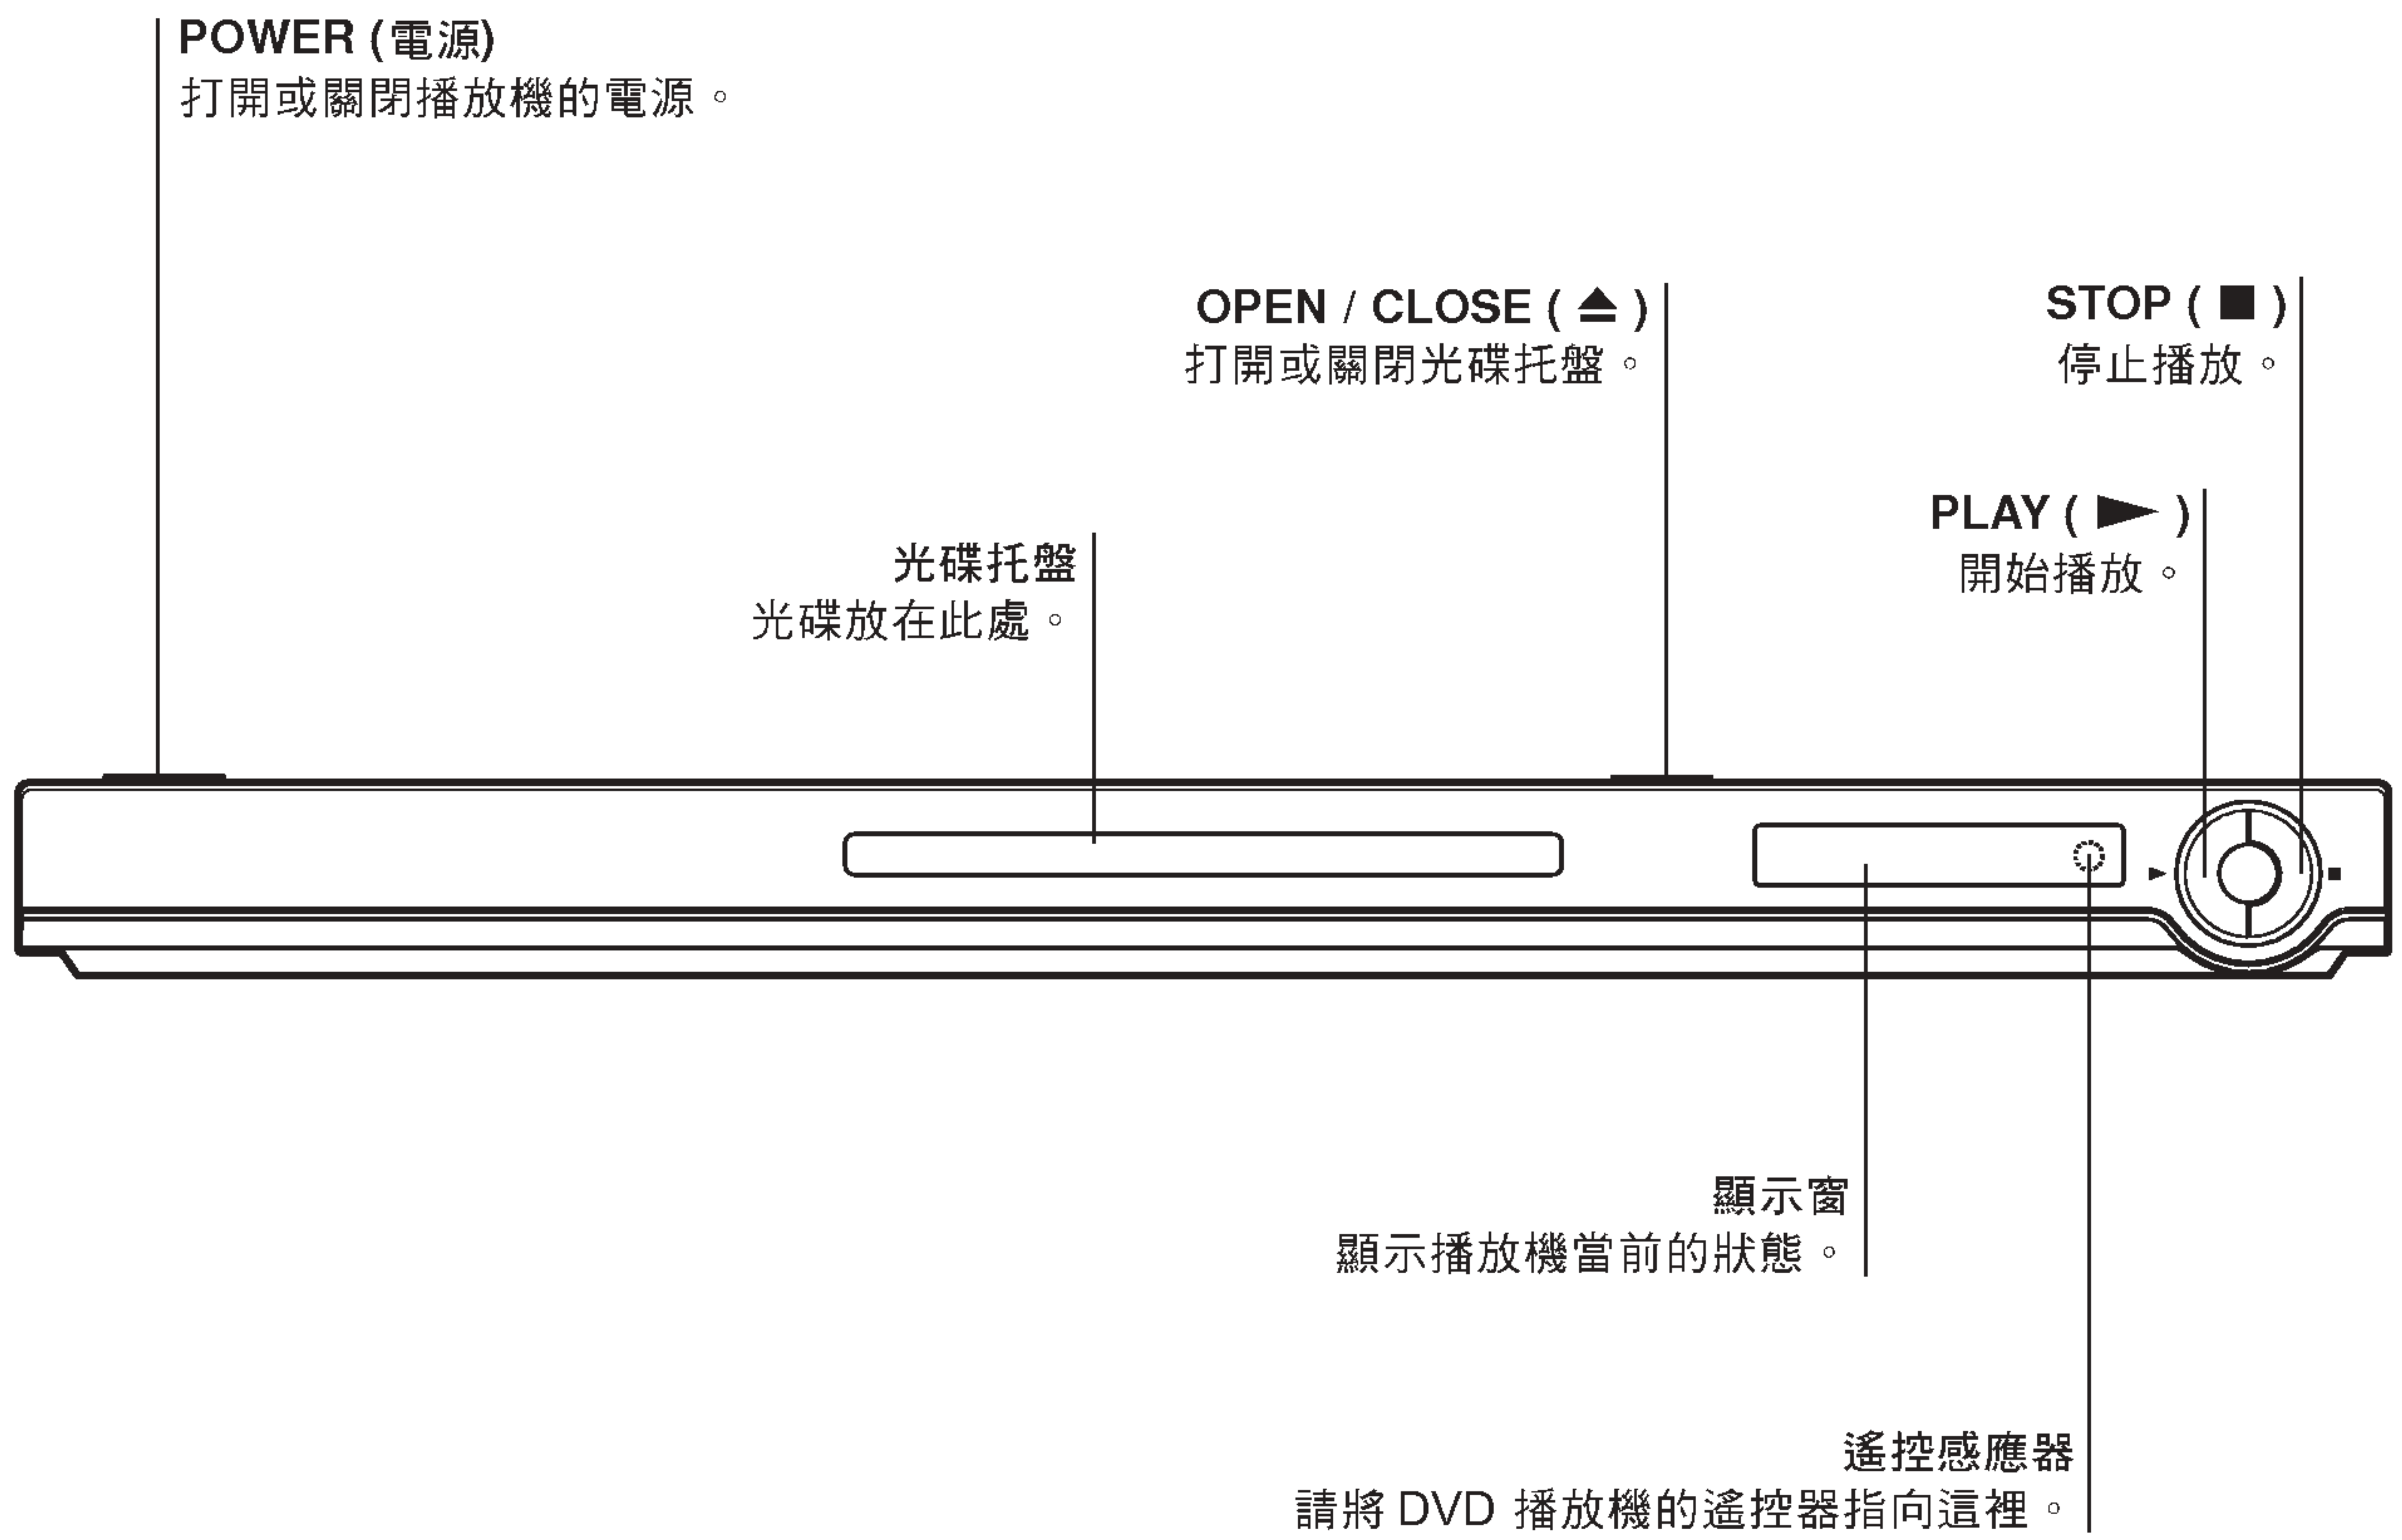 POWER (電源)
打開或關閉播放機的電源。
OPEN / CLOSE ( ⏏ )
打開或關閉光碟托盤。
STOP ( ■ )
停止播放。
PLAY ( ► )
開始播放。
光碟托盤
光碟放在此處。
顯示窗
顯示播放機當前的狀態。
遙控感應器
請將 DVD 播放機的遙控器指向這裡。